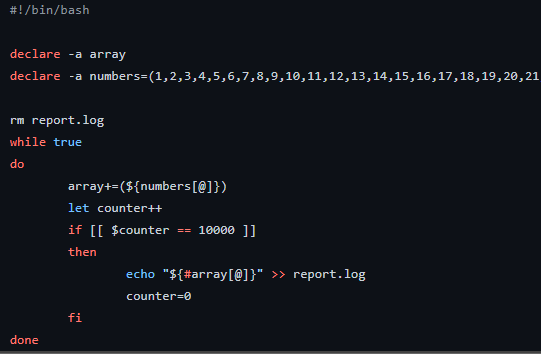 #!/bin/bash
declare -a array
declare -a numbers=(1,2,3,4,5,6,7,8,9,10,11,12,13,14,15,16,17,18,19,20,21
rm report.log
while true
do
array+=(${numbers[@]})
let counter++
if [[ $counter == 10000 ]]
then
echo "${#array[@]}" >> report.log
counter=0
fi
done